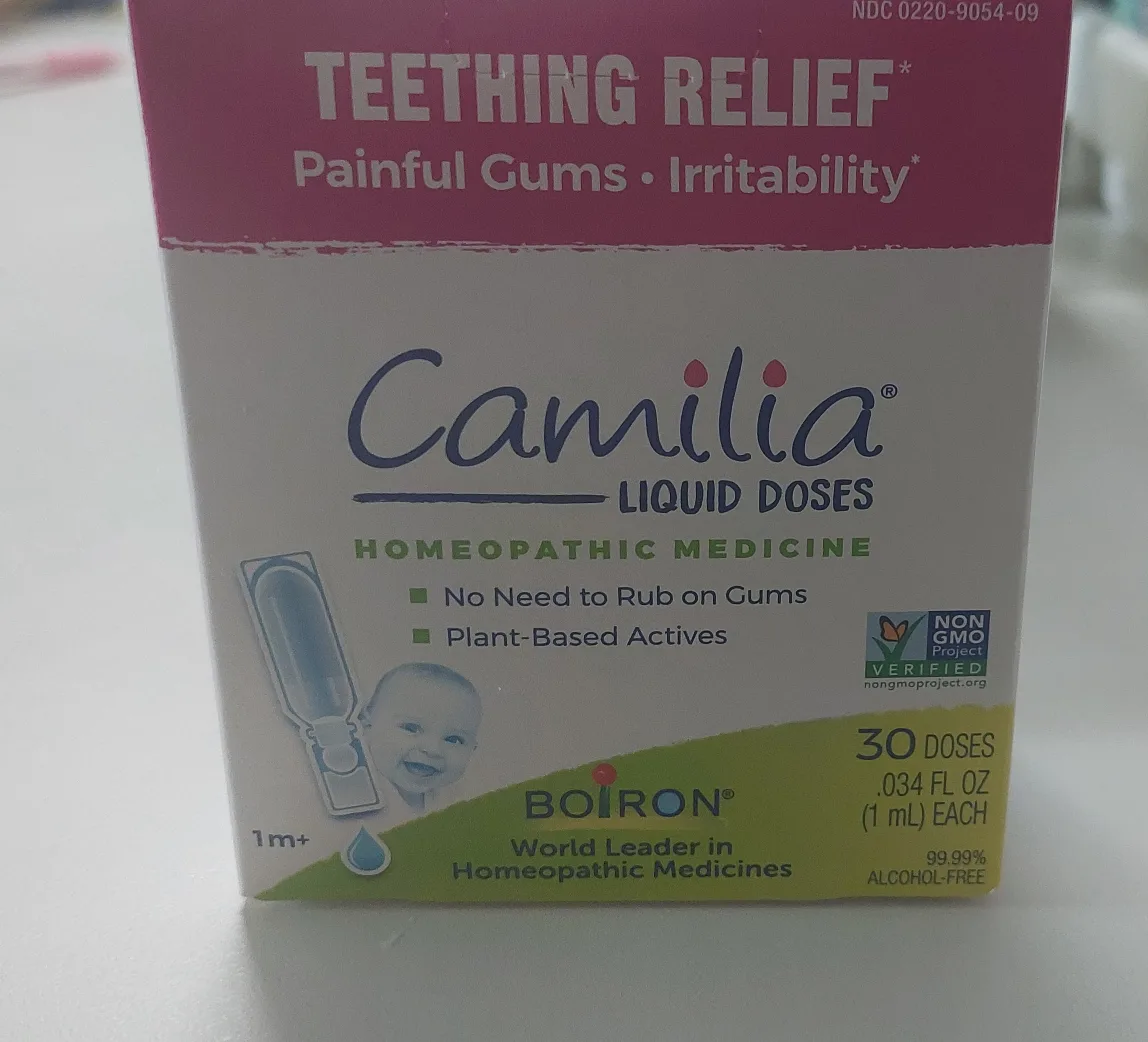 NDC 0220-9054-09
TEETHING RELIEF*
Painful Gums • Irritability*
Camilia®
LIQUID DOSES
HOMEOPATHIC MEDICINE
No Need to Rub on Gums
Plant-Based Actives
NON
GMO
Project
VERIFIED
nongmoproject.org
30 DOSES
.034 FL OZ
(1 mL) EACH
BOIRON®
1m+
World Leader in
Homeopathic Medicines
99.99%
ALCOHOL-FREE